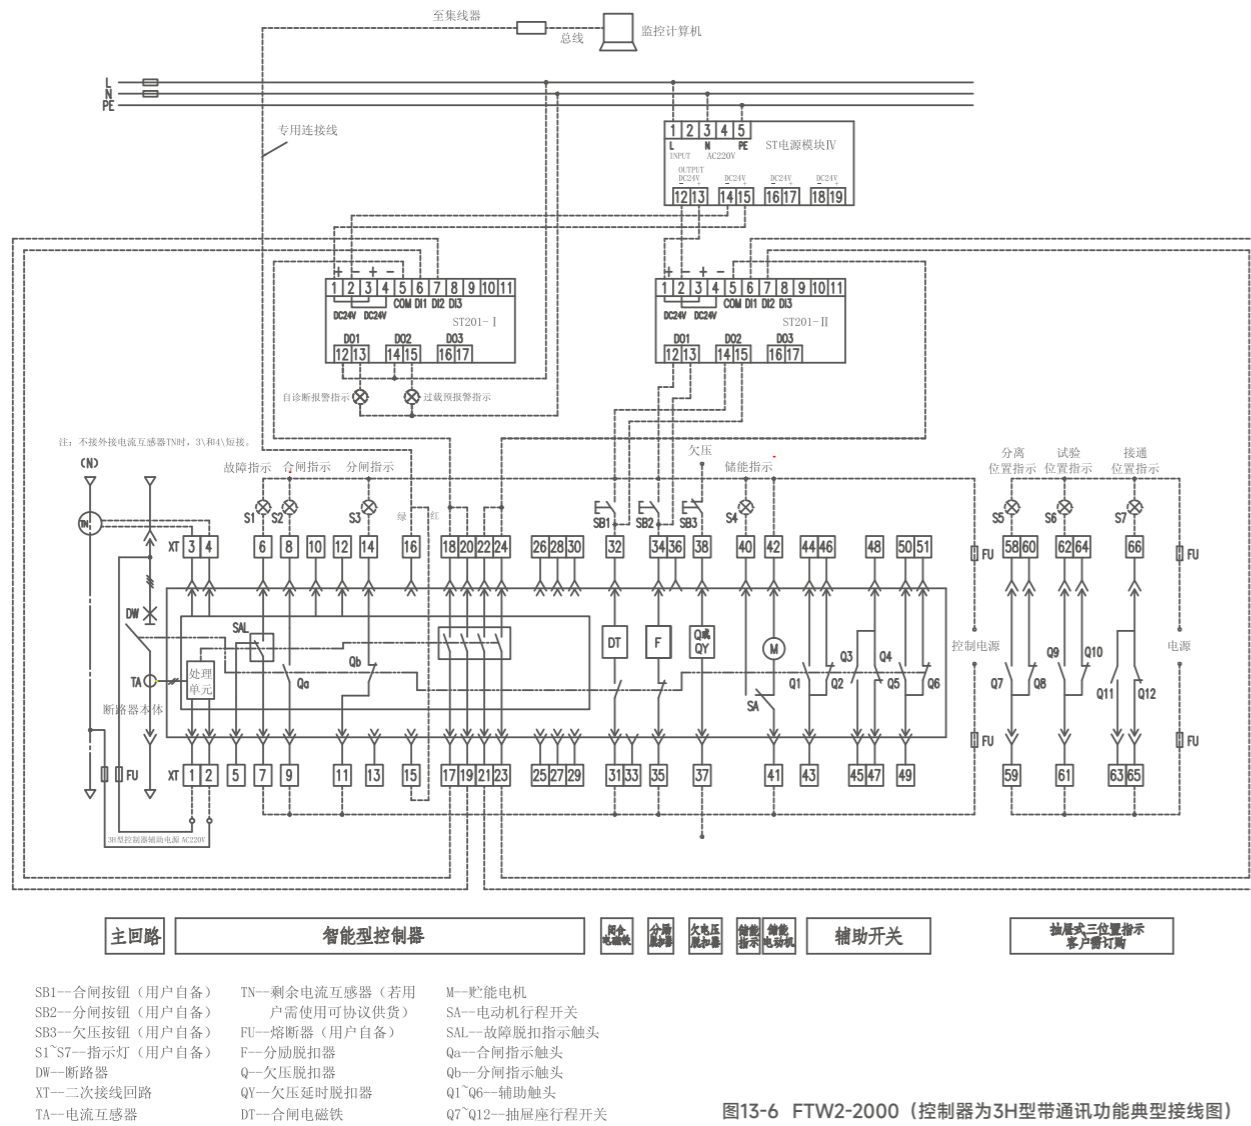 至集线器
总线
监控计算机
L
N
PE
专用连接线
1 2 3 4 5
L N PE
ST电源模块Ⅳ
INPUT AC220V
OUTPUT
DC24V DC24V DC24V DC24V
- + - + - + - +
12 13 14 15 16 17 18 19
+ - + -
1 2 3 4 5 6 7 8 9 10 11
COM DI1 DI2 DI3
DC24V DC24V
ST201-Ⅰ
DO1 DO2 DO3
12 13 14 15 16 17
+ - + -
1 2 3 4 5 6 7 8 9 10 11
COM DI1 DI2 DI3
DC24V DC24V
ST201-Ⅱ
DO1 DO2 DO3
12 13 14 15 16 17
自诊断报警指示
过载预报警指示
注: 不接外接电流互感器TN时, 3\和4\短接。
(N)
故障指示 合闸指示 分闸指示
欠压
储能指示
分离
位置指示
试验
位置指示
接通
位置指示
S1 S2 S3 绿 红 SB1 SB2 SB3 S4 S5 S6 S7
TN
XT 3 4 6 8 10 12 14 16 18 20 22 24 26 28 30 32 34 36 38 40 42 44 46 48 50 51 FU 58 60 62 64 66 FU
DW
SAL
DT F Q或
QY
M
控制电源
电源
Qb
Qa
处理
单元
TA
断路器本体
Q1 Q2 Q3 Q4 Q5 Q6
SA
Q7 Q8 Q9 Q10 Q11 Q12
FU
FU FU
XT 1 2 5 7 9 11 13 15 17 19 21 23 25 27 29 31 33 35 37 41 43 45 47 49 59 61 63 65
3H型控制器辅助电源 AC220V
主回路
智能型控制器
闭合
电磁铁
分励
脱扣器
欠电压
脱扣器
储能
指示
储能
电动机
辅助开关
抽屉式三位置指示
客户需订购
SB1--合闸按钮（用户自备）
SB2--分闸按钮（用户自备）
SB3--欠压按钮（用户自备）
S1~S7--指示灯（用户自备）
DW--断路器
XT--二次接线回路
TA--电流互感器
TN--剩余电流互感器（若用
户需使用可协议供货）
FU--熔断器（用户自备）
F--分励脱扣器
Q--欠压脱扣器
QY--欠压延时脱扣器
DT--合闸电磁铁
M--贮能电机
SA--电动机行程开关
SAL--故障脱扣指示触头
Qa--合闸指示触头
Qb--分闸指示触头
Q1~Q6--辅助触头
Q7~Q12--抽屉座行程开关
图13-6 FTW2-2000（控制器为3H型带通讯功能典型接线图）